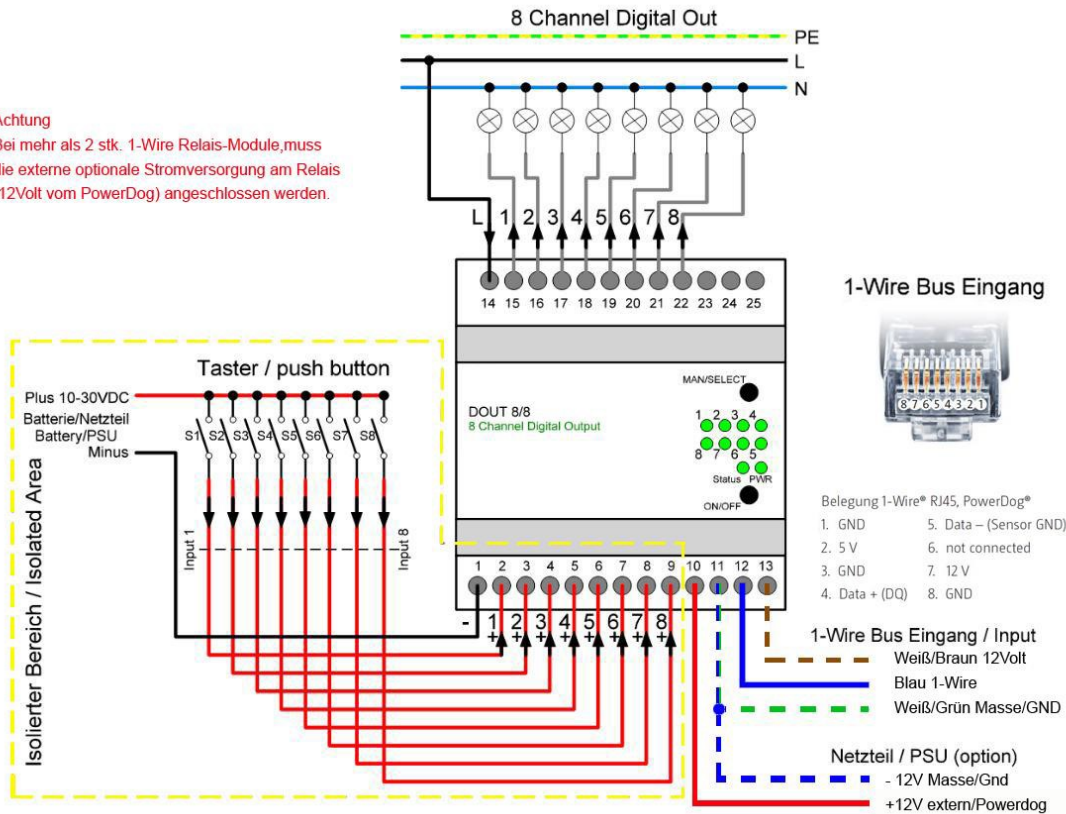 8 Channel Digital Out
PE
L
N
Achtung
Bei mehr als 2 stk. 1-Wire Relais-Module,muss
die externe optionale Stromversorgung am Relais
12Volt vom PowerDog) angeschlossen werden.
L 1 2 3 4 5 6 7 8
14 15 16 17 18 19 20 21 22 23 24 25
1-Wire Bus Eingang
8 7 6 5 4 3 2 1
Taster / push button
Plus 10-30VDC
Batterie/Netzteil
Battery/PSU
Minus
S1 S2 S3 S4 S5 S6 S7 S8
Input 1
Input 8
Isolierter Bereich / Isolated Area
MAN/SELECT
DOUT 8/8
8 Channel Digital Output
1 2 3 4
8 7 6 5
Status PWR
ON/OFF
1 2 3 4 5 6 7 8 9 10 11 12 13
- 1 2 3 4 5 6 7 8
+ + + + + + + +
Belegung 1-Wire® RJ45, PowerDog®
1. GND
2. 5 V
3. GND
4. Data + (DQ)
5. Data – (Sensor GND)
6. not connected
7. 12 V
8. GND
1-Wire Bus Eingang / Input
Weiß/Braun 12Volt
Blau 1-Wire
Weiß/Grün Masse/GND
Netzteil / PSU (option)
- 12V Masse/Gnd
+12V extern/Powerdog